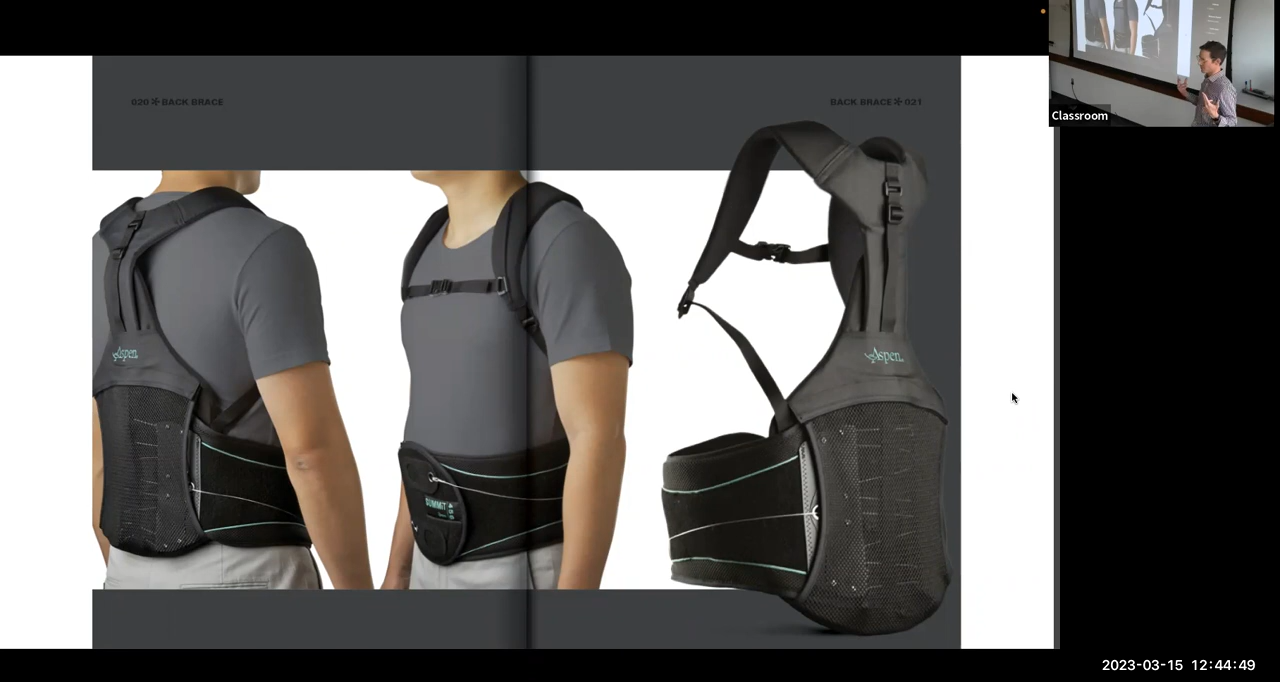 Classroom
020 * BACK BRACE
BACK BRACE * 021
Aspen
Aspen
SUMMIT
2023-03-15 12:44:49